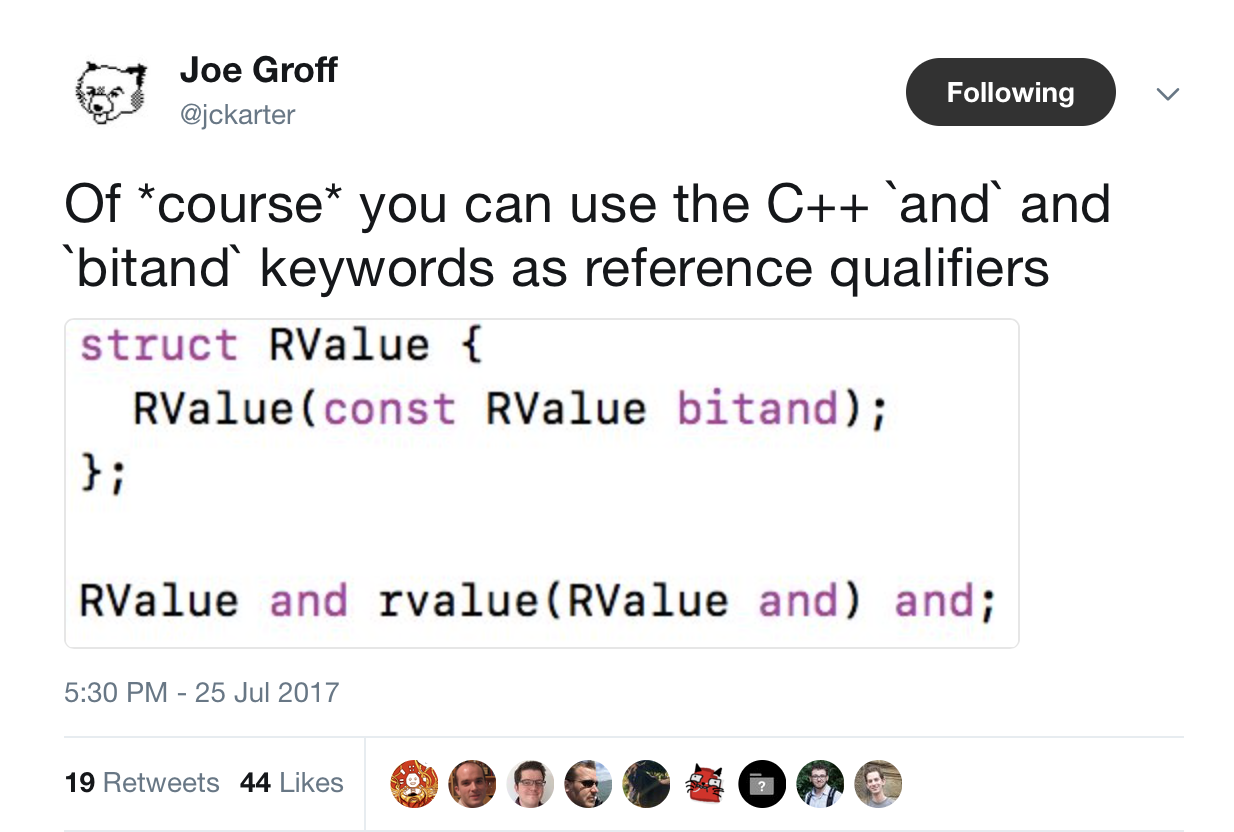 Joe Groff
@jckarter
Following
Of *course* you can use the C++ `and` and
`bitand` keywords as reference qualifiers
struct RValue {
  RValue(const RValue bitand);
};
RValue and rvalue(RValue and) and;
5:30 PM - 25 Jul 2017
19 Retweets 44 Likes
?